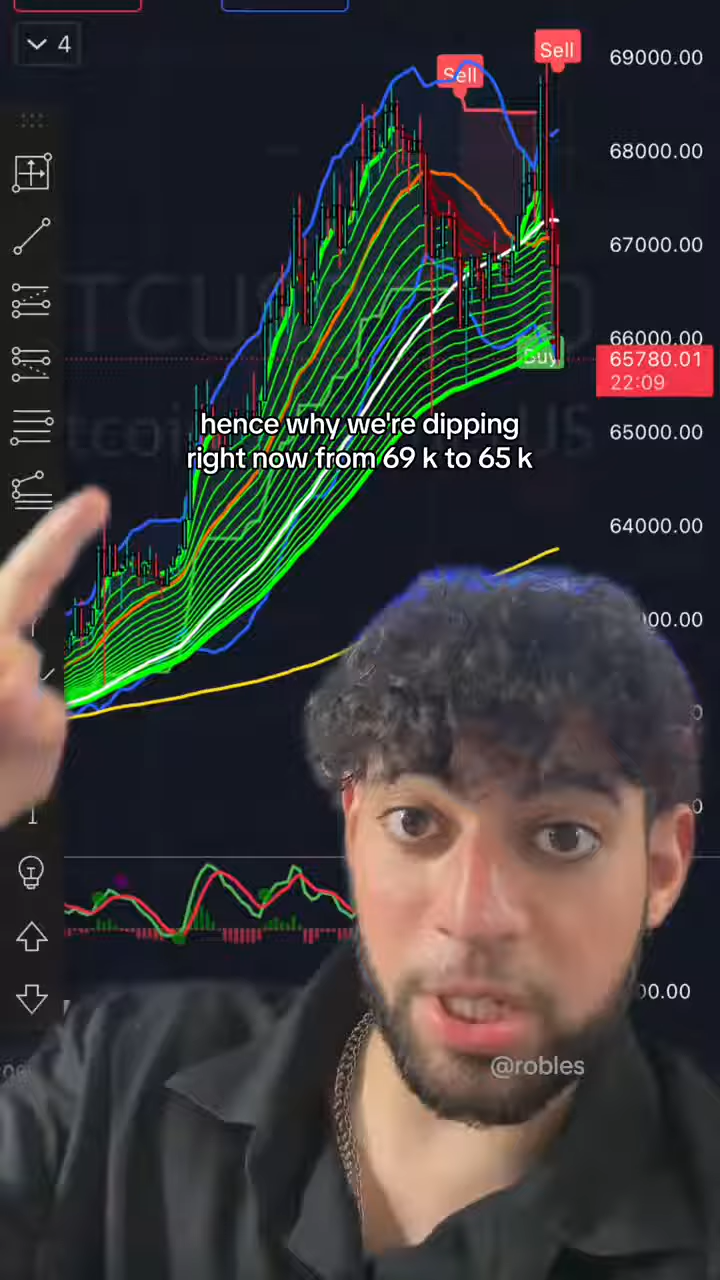 4
Sell
Sell
69000.00
68000.00
67000.00
66000.00
Buy
65780.01
22:09
hence why we're dipping
right now from 69 k to 65 k
65000.00
64000.00
@robles